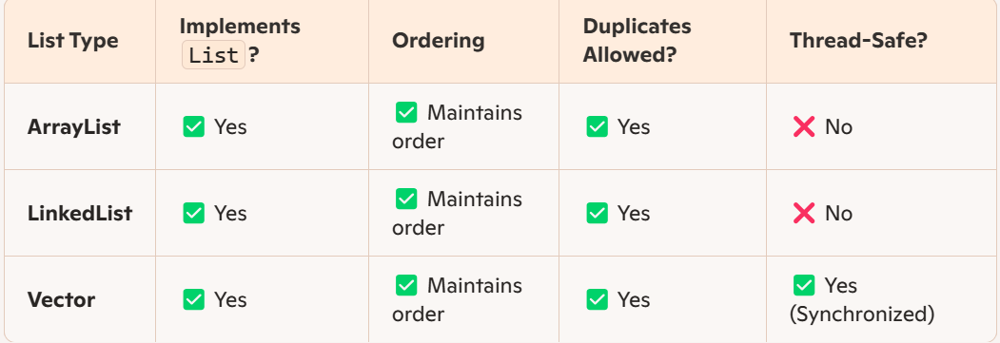 List Type
Implements
List?
Ordering
Duplicates
Allowed?
Thread-Safe?
ArrayList
✅ Yes
✅ Maintains
order
✅ Yes
❌ No
LinkedList
✅ Yes
✅ Maintains
order
✅ Yes
❌ No
Vector
✅ Yes
✅ Maintains
order
✅ Yes
✅ Yes
(Synchronized)